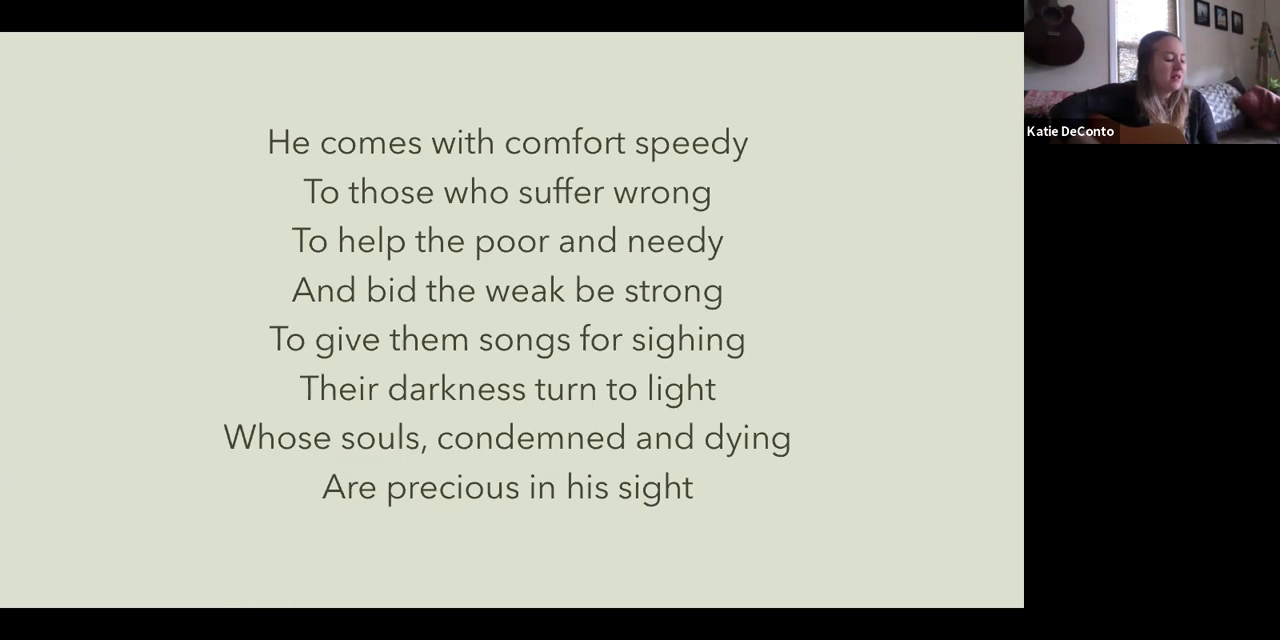 He comes with comfort speedy
To those who suffer wrong
To help the poor and needy
And bid the weak be strong
To give them songs for sighing
Their darkness turn to light
Whose souls, condemned and dying
Are precious in his sight
Katie DeConto